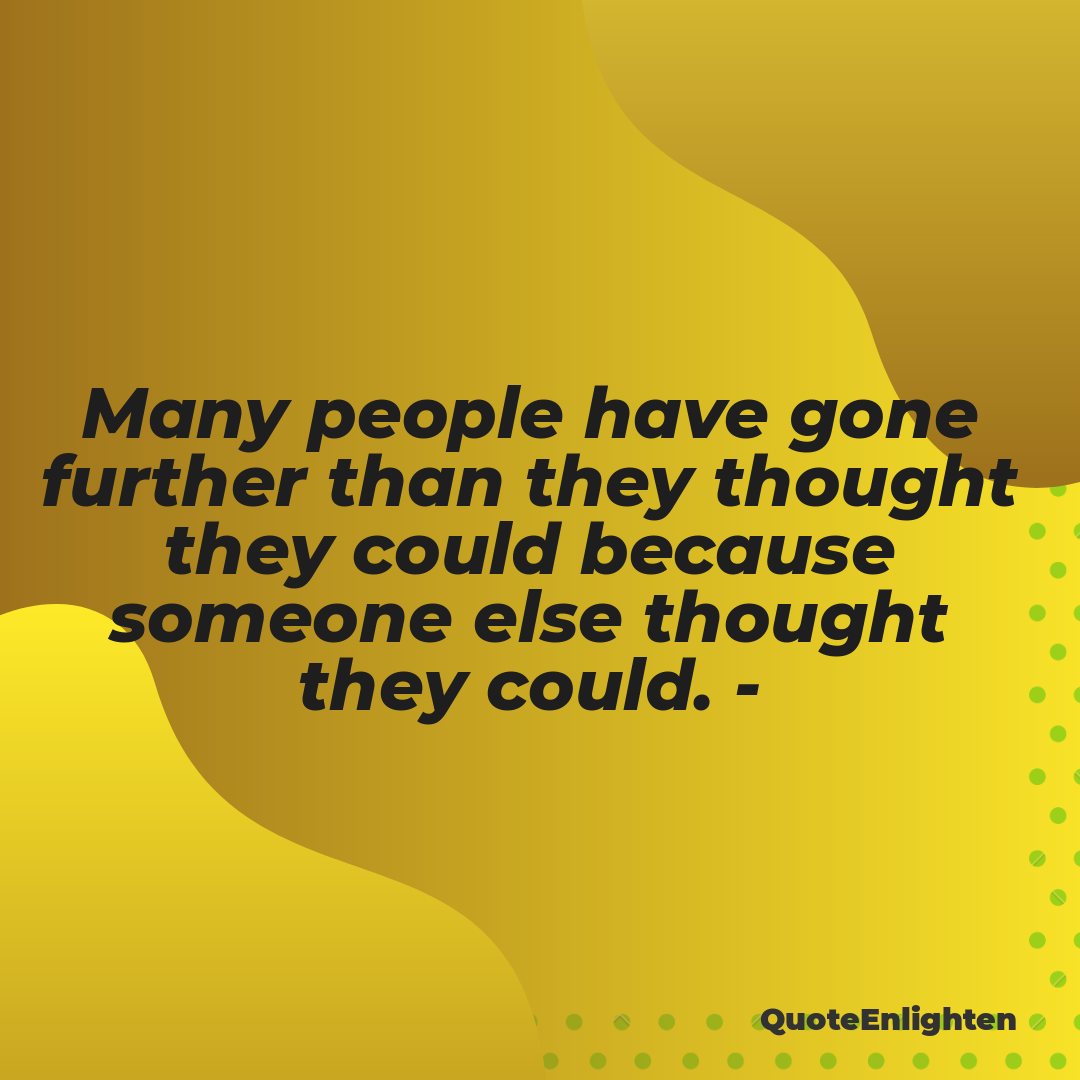 Many people have gone
further than they thought
they could because
someone else thought
they could. -
QuoteEnlighten